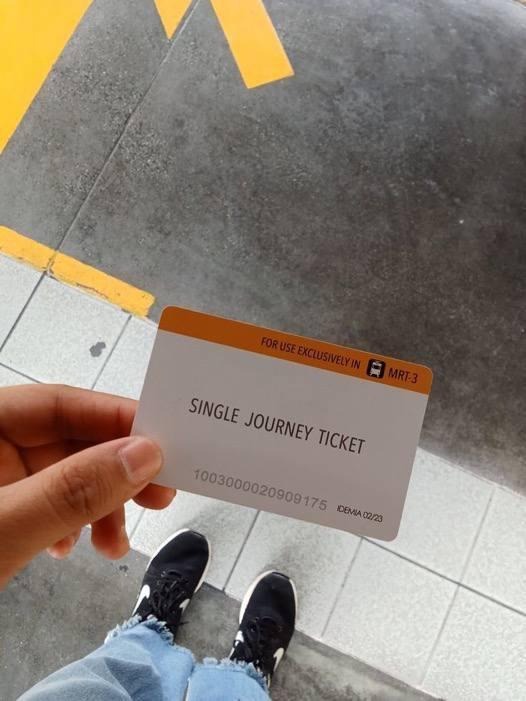 FOR USE EXCLUSIVELY IN MRT-3
SINGLE JOURNEY TICKET
1003000020909175 IDEMIA 02/23